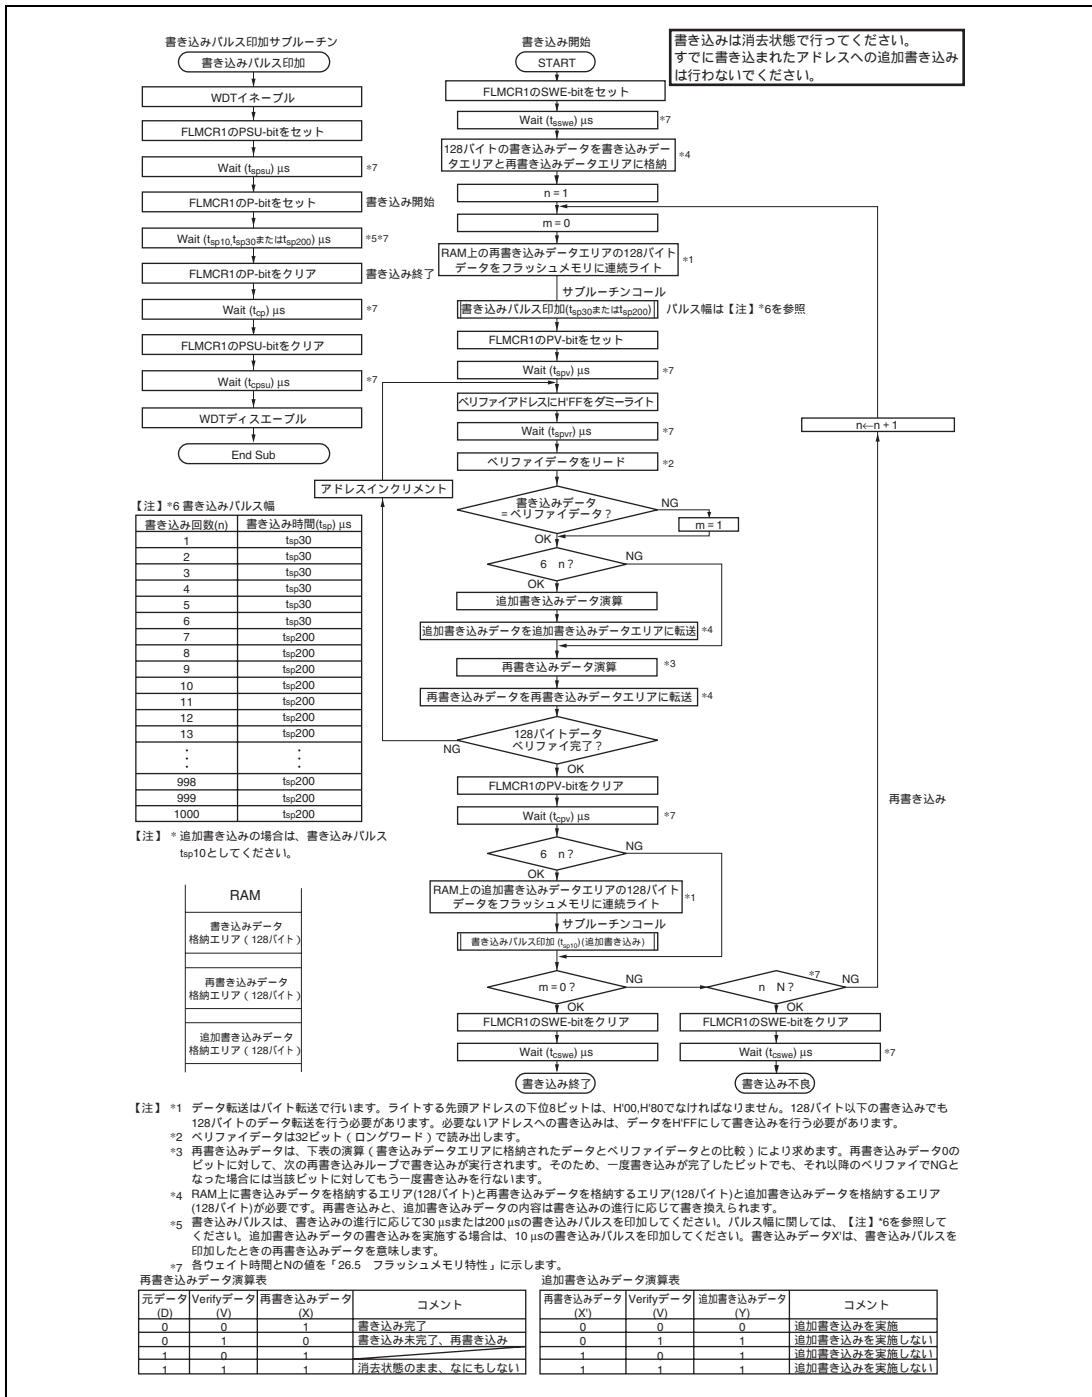 書き込みパルス印加サブルーチン
書き込みパルス印加
WDTイネーブル
FLMCR1のPSU-bitをセット
Wait (tspsu) μs *7
FLMCR1のP-bitをセット 書き込み開始
Wait (tsp10,tsp30またはtsp200) μs *5*7
FLMCR1のP-bitをクリア 書き込み終了
Wait (tcp) μs *7
FLMCR1のPSU-bitをクリア
Wait (tcpsu) μs *7
WDTディスエーブル
End Sub
【注】*6 書き込みパルス幅
書き込み回数(n) 書き込み時間(tsp) μs
1 tsp30
2 tsp30
3 tsp30
4 tsp30
5 tsp30
6 tsp30
7 tsp200
8 tsp200
9 tsp200
10 tsp200
11 tsp200
12 tsp200
13 tsp200
998 tsp200
999 tsp200
1000 tsp200
【注】 * 追加書き込みの場合は、書き込みパルス
tsp10としてください。
RAM
書き込みデータ
格納エリア(128バイト)
再書き込みデータ
格納エリア(128バイト)
追加書き込みデータ
格納エリア(128バイト)
書き込み開始
START
書き込みは消去状態で行ってください。
すでに書き込まれたアドレスへの追加書き込み
は行わないでください。
FLMCR1のSWE-bitをセット
Wait (tsswe) μs *7
128バイトの書き込みデータを書き込みデー
タエリアと再書き込みデータエリアに格納 *4
n = 1
m = 0
RAM上の再書き込みデータエリアの128バイト
データをフラッシュメモリに連続ライト *1
サブルーチンコール
書き込みパルス印加(tsp30またはtsp200) パルス幅は【注】*6を参照
FLMCR1のPV-bitをセット
Wait (tspv) μs *7
ベリファイアドレスにH'FFをダミーライト
Wait (tspvr) μs *7
n←n + 1
ベリファイデータをリード *2
アドレスインクリメント
書き込みデータ
= ベリファイデータ?
NG
m = 1
OK
6 n?
NG
OK
追加書き込みデータ演算
追加書き込みデータを追加書き込みデータエリアに転送 *4
再書き込みデータ演算 *3
再書き込みデータを再書き込みデータエリアに転送 *4
128バイトデータ
ベリファイ完了?
NG
OK
FLMCR1のPV-bitをクリア
再書き込み
Wait (tcpv) μs *7
6 n?
NG
OK
RAM上の追加書き込みデータエリアの128バイト
データをフラッシュメモリに連続ライト *1
サブルーチンコール
書き込みパルス印加 (tsp10)(追加書き込み)
m = 0? NG n N? *7 NG
OK OK
FLMCR1のSWE-bitをクリア FLMCR1のSWE-bitをクリア
Wait (tcswe) μs Wait (tcswe) μs *7
書き込み終了 書き込み不良
【注】 *1 データ転送はバイト転送で行います。ライトする先頭アドレスの下位8ビットは、H'00,H'80でなければなりません。128バイト以下の書き込みでも
128バイトのデータ転送を行う必要があります。必要ないアドレスへの書き込みは、データをH'FFにして書き込みを行う必要があります。
*2 ベリファイデータは32ビット(ロングワード)で読み出します。
*3 再書き込みデータは、下表の演算(書き込みデータエリアに格納されたデータとベリファイデータとの比較)により求めます。再書き込みデータ0の
ビットに対して、次の再書き込みループで書き込みが実行されます。そのため、一度書き込みが完了したビットでも、それ以降のベリファイでNGと
なった場合には当該ビットに対してもう一度書き込みを行ないます。
*4 RAM上に書き込みデータを格納するエリア(128バイト)と再書き込みデータを格納するエリア(128バイト)と追加書き込みデータを格納するエリア
(128バイト)が必要です。再書き込みと、追加書き込みデータの内容は書き込みの進行に応じて書き換えられます。
*5 書き込みパルスは、書き込みの進行に応じて30 μsまたは200 μsの書き込みパルスを印加してください。パルス幅に関しては、【注】*6を参照して
ください。追加書き込みデータの書き込みを実施する場合は、10 μsの書き込みパルスを印加してください。書き込みデータX'は、書き込みパルスを
印加したときの再書き込みデータを意味します。
*7 各ウェイト時間とNの値を「26.5 フラッシュメモリ特性」に示します。
再書き込みデータ演算表
元データ(D) Verifyデータ(V) 再書き込みデータ(X) コメント
0 0 1 書き込み完了
0 1 0 書き込み未完了、再書き込み
1 0 1
1 1 1 消去状態のまま、なにもしない
追加書き込みデータ演算表
再書き込みデータ(X') Verifyデータ(V) 追加書き込みデータ(Y) コメント
0 0 0 追加書き込みを実施
0 1 1 追加書き込みを実施しない
1 0 1 追加書き込みを実施しない
1 1 1 追加書き込みを実施しない